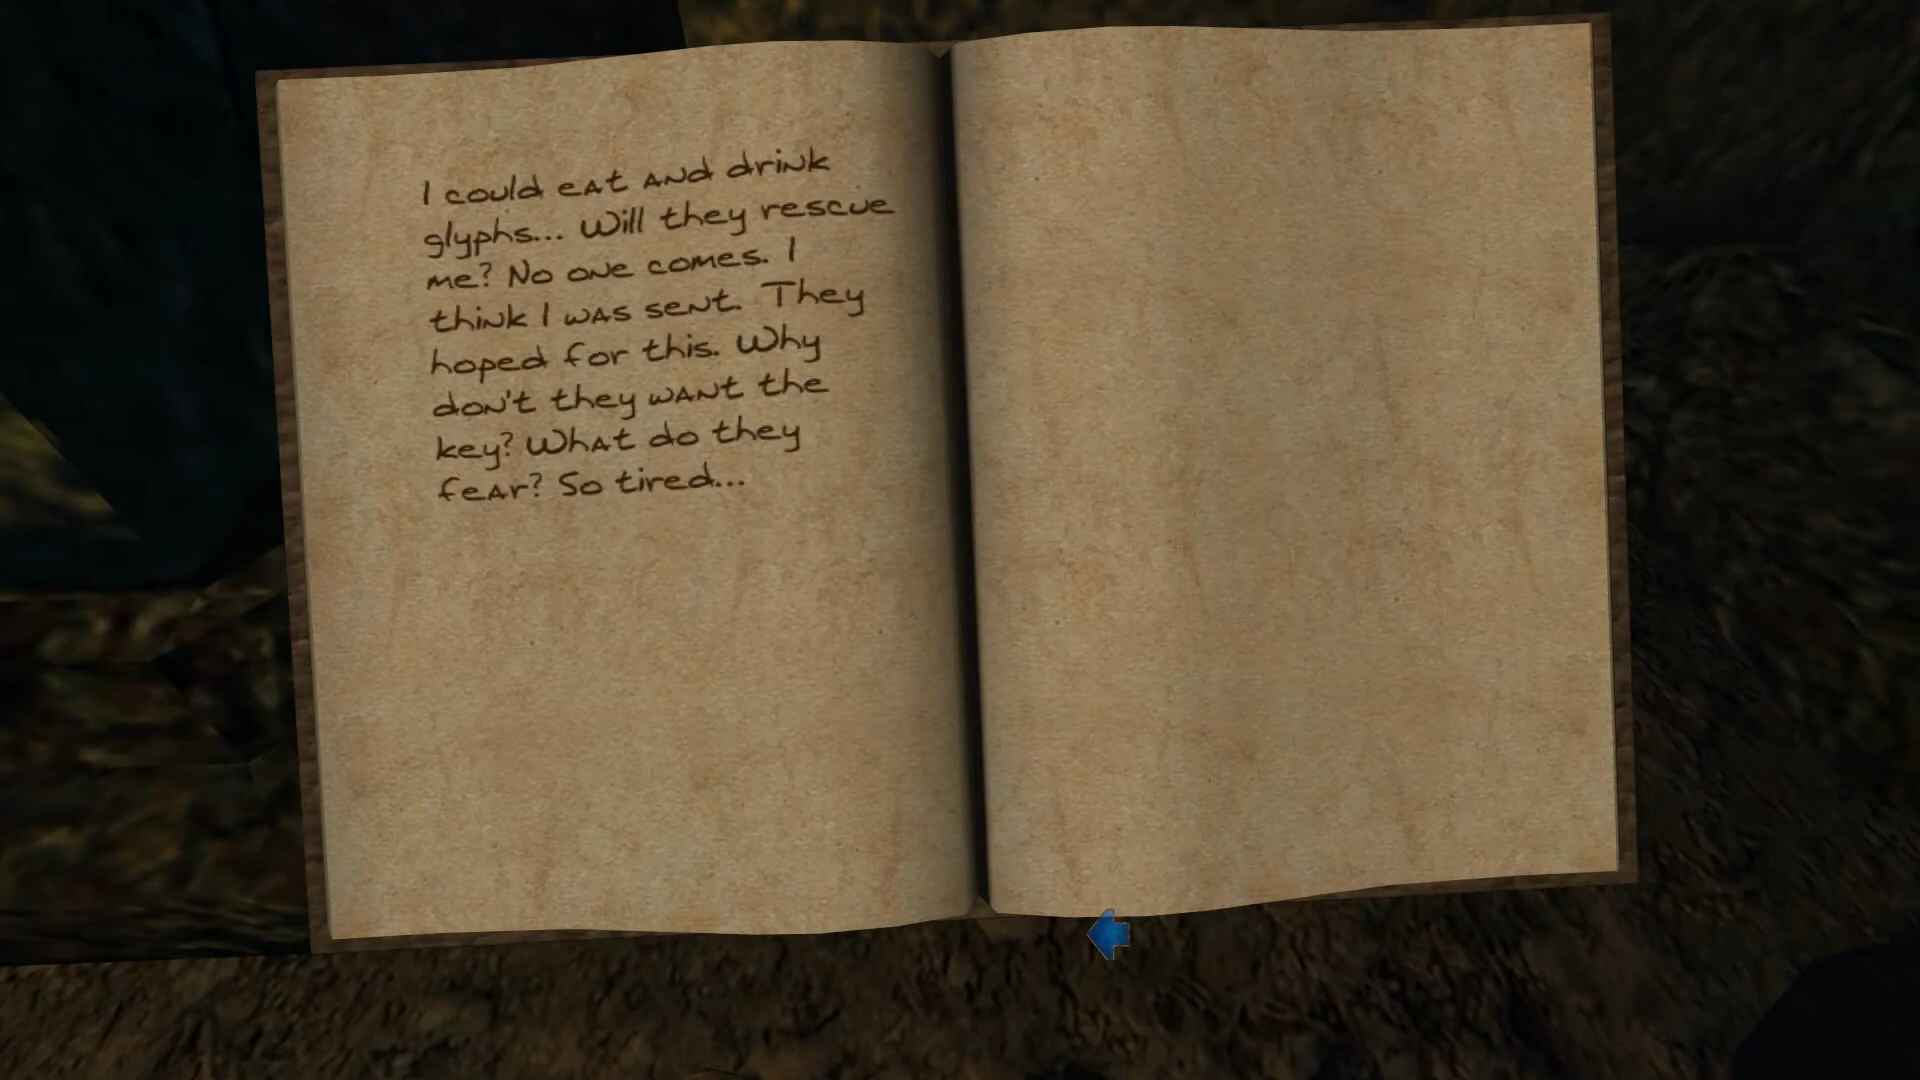 I could eat and drink
glyphs... Will they rescue
me? No one comes. I
think I was sent. They
hoped for this. Why
don't they want the
key? What do they
fear? So tired...